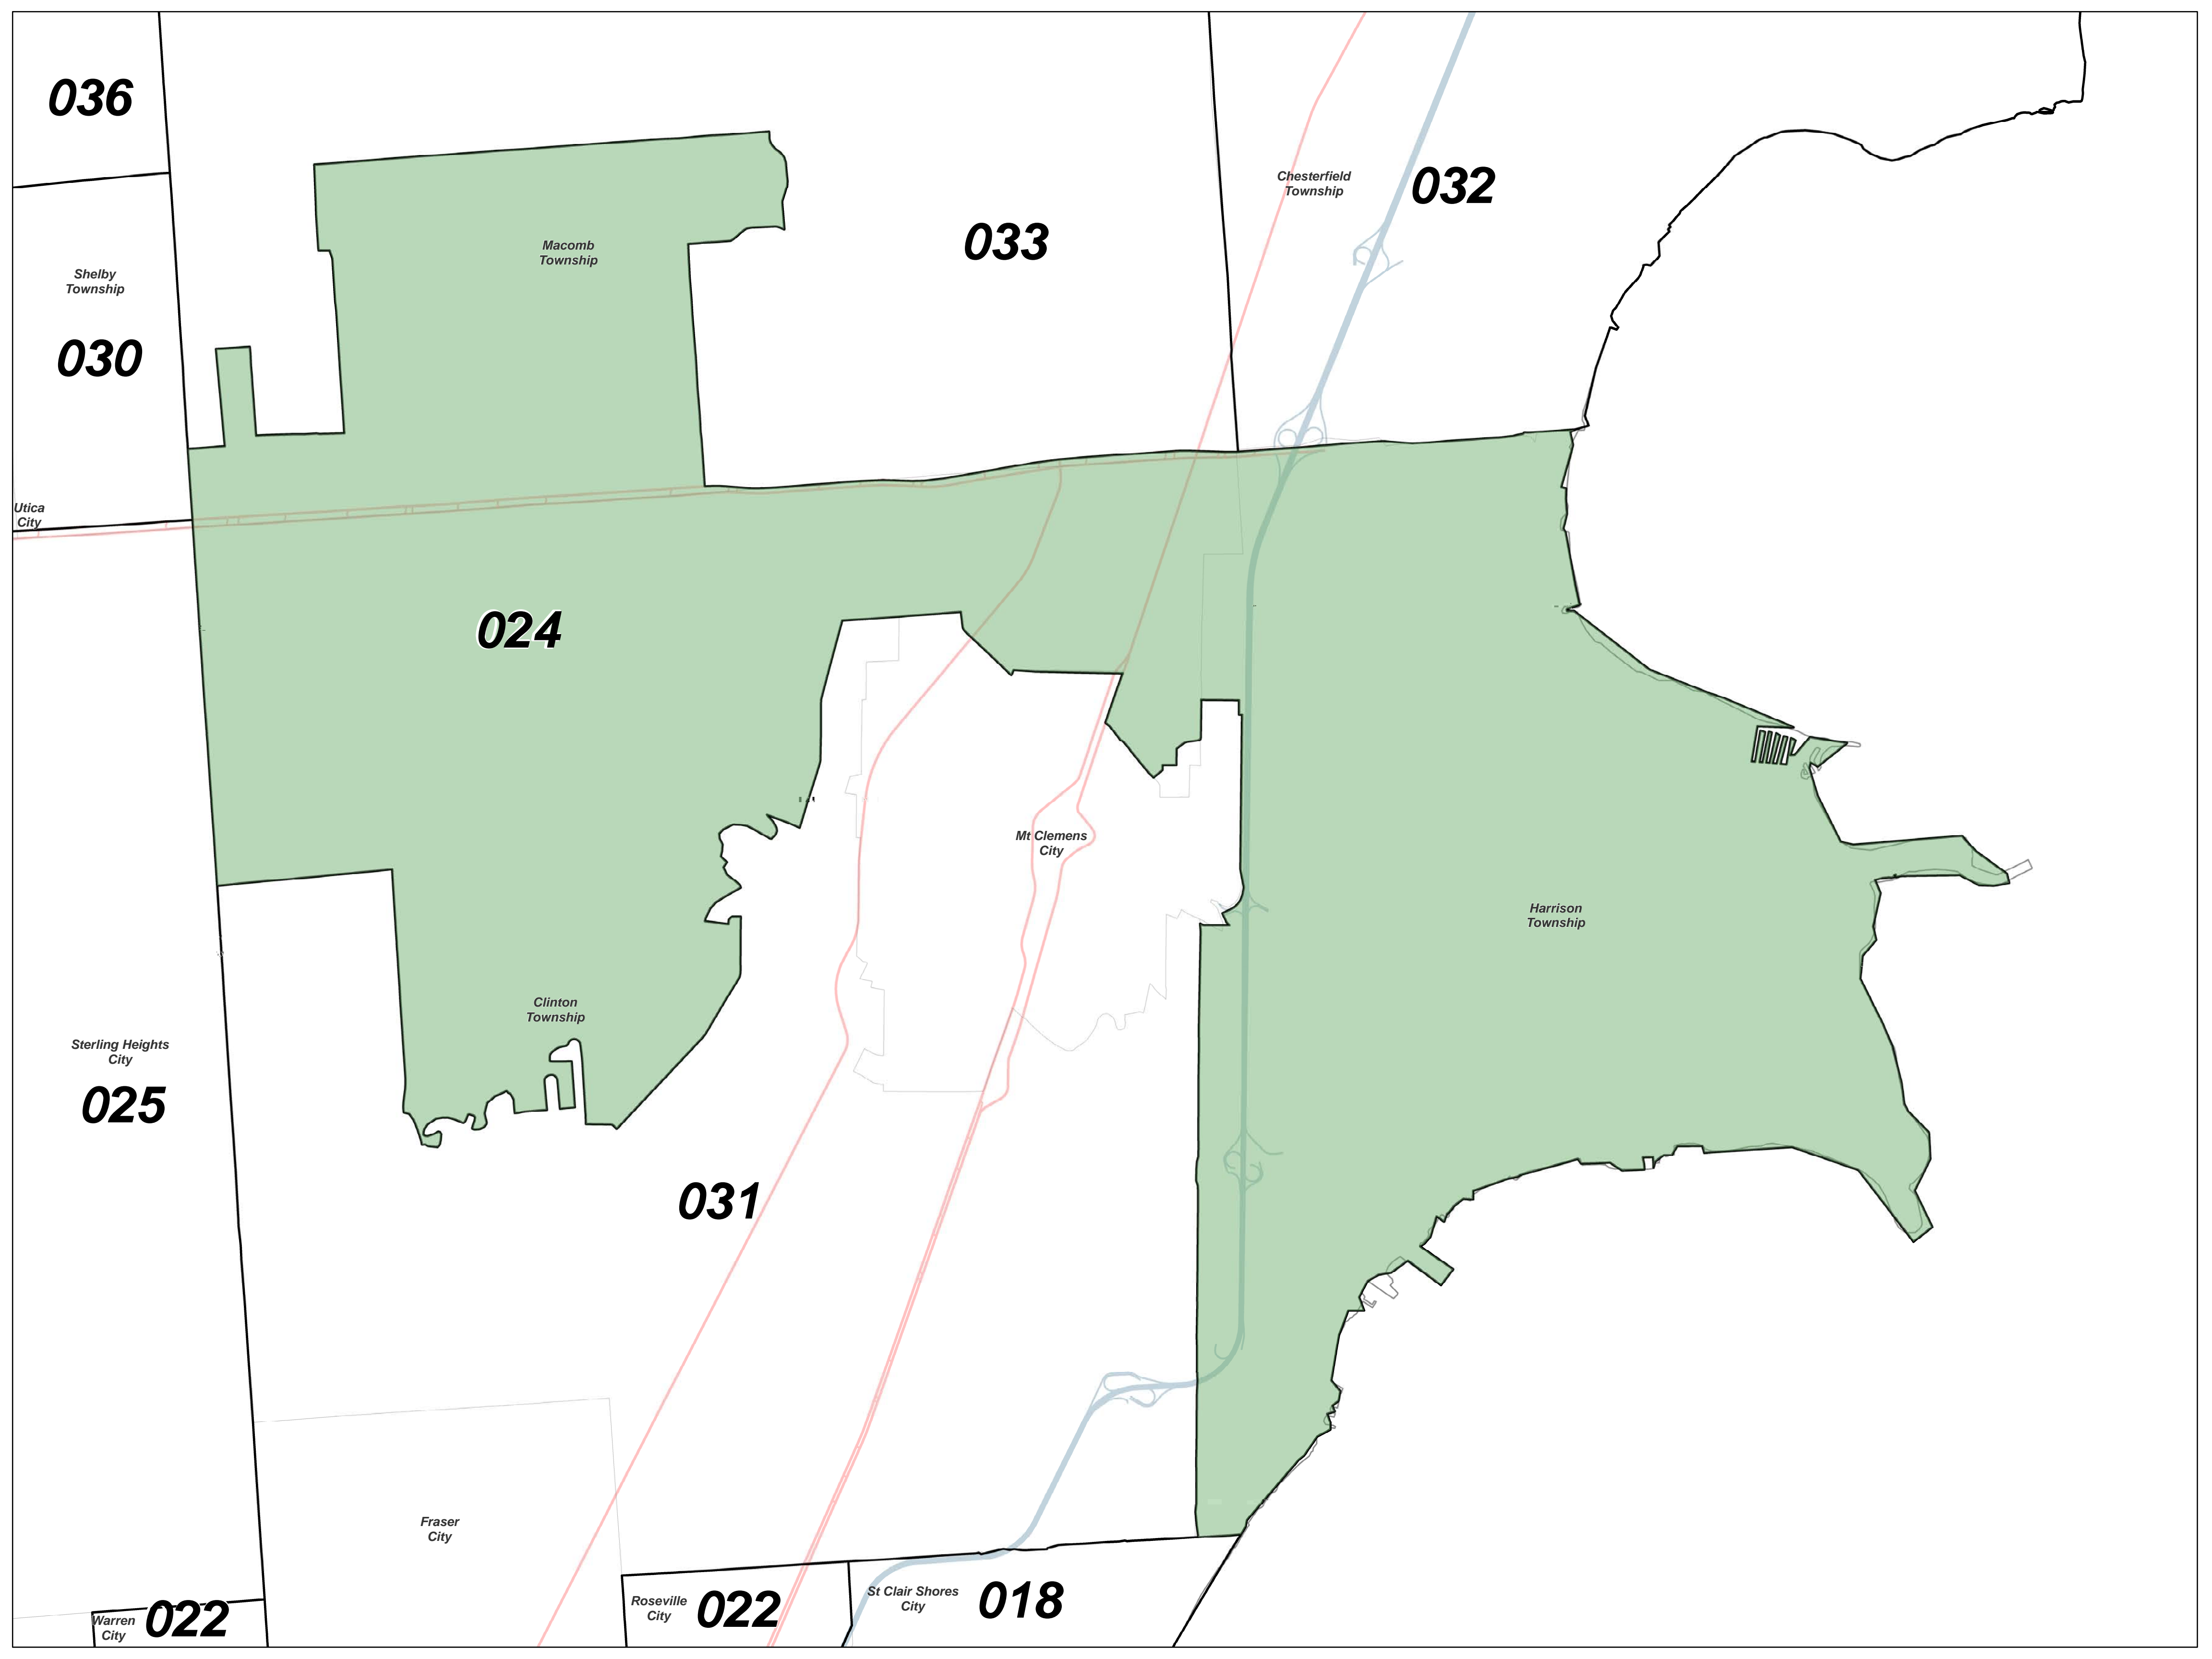 036
Chesterfield
Township
032
033
Macomb
Township
Shelby
Township
030
Utica
City
024
Mt Clemens
City
Harrison
Township
Clinton
Township
Sterling Heights
City
025
031
Fraser
City
Warren
City
022
Roseville
City
022
St Clair Shores
City
018